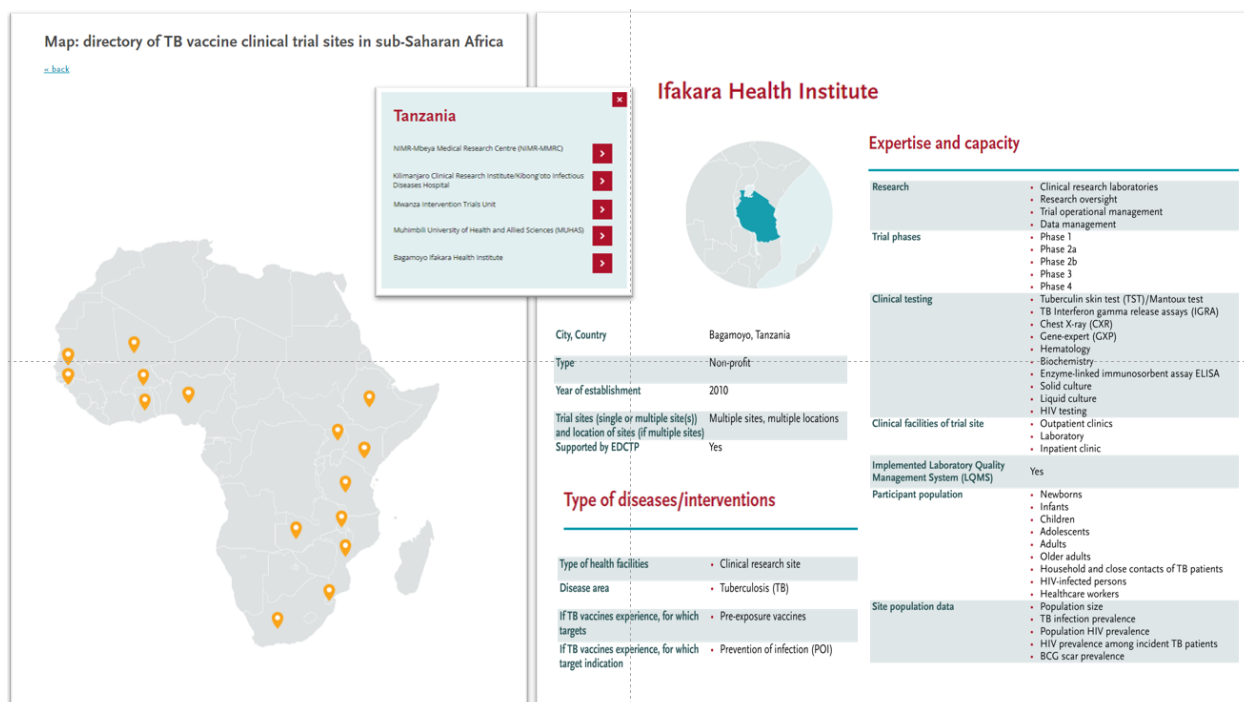 Map: directory of TB vaccine clinical trial sites in sub-Saharan Africa
« back
Tanzania
NIMR-Mbeya Medical Research Centre (NIMR-MMRC)
Kilimanjaro Clinical Research Institute/Kibong'oto Infectious
Diseases Hospital
Mwanza Intervention Trials Unit
Muhimbili University of Health and Allied Sciences (MUHAS)
Bagamoyo Ifakara Health Institute
Ifakara Health Institute
City, Country Bagamoyo, Tanzania
Type Non-profit
Year of establishment 2010
Trial sites (single or multiple site(s)) Multiple sites, multiple locations
and location of sites (if multiple sites)
Supported by EDCTP Yes
Type of diseases/interventions
Type of health facilities • Clinical research site
Disease area • Tuberculosis (TB)
If TB vaccines experience, for which • Pre-exposure vaccines
targets
If TB vaccines experience, for which • Prevention of infection (POI)
target indication
Expertise and capacity
Research • Clinical research laboratories
• Research oversight
• Trial operational management
• Data management
Trial phases • Phase 1
• Phase 2a
• Phase 2b
• Phase 3
• Phase 4
Clinical testing • Tuberculin skin test (TST)/Mantoux test
• TB Interferon gamma release assays (IGRA)
• Chest X-ray (CXR)
• Gene-expert (GXP)
• Hematology
• Biochemistry
• Enzyme-linked immunosorbent assay ELISA
• Solid culture
• Liquid culture
• HIV testing
Clinical facilities of trial site • Outpatient clinics
• Laboratory
• Inpatient clinic
Implemented Laboratory Quality Yes
Management System (LQMS)
Participant population • Newborns
• Infants
• Children
• Adolescents
• Adults
• Older adults
• Household and close contacts of TB patients
• HIV-infected persons
• Healthcare workers
Site population data • Population size
• TB infection prevalence
• Population HIV prevalence
• HIV prevalence among incident TB patients
• BCG scar prevalence